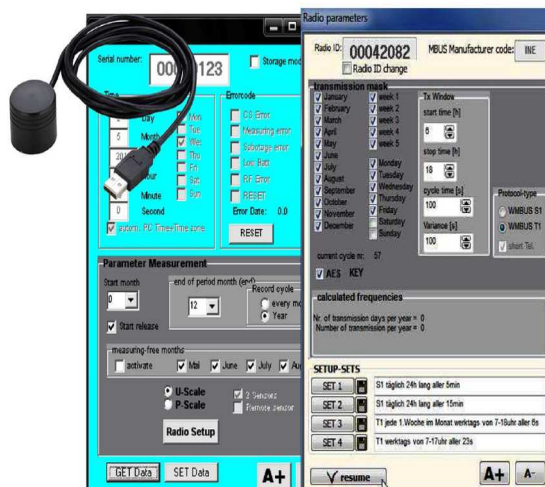 Serial number:
123
Storage mod
Time
Day
Month
Hour
Minute
Second
5
0
Mon
Tue
Wed
Thu
Fri
Sat
Sun
autom. PC Time+Time zone
Errorcode
CS Error
Measuring error
Sabotage error
Low Batt
RF Error
RESET
Error Date: 0.0
RESET
Parameter Measurement
Start month
0
Start release
end of period month (end)
12
Record cycle
every mo
Year
measuring-free months
activate
Mai
June
July
Au
U-Scale
P-Scale
2 Sensors
Remote sensor
Radio Setup
GET Data
SET Data
A+
Radio parameters
Radio ID: 00042082
MBUS Manufacturer code: INE
Radio ID change
transmission mask
January
February
March
April
May
June
July
August
September
October
November
December
week 1
week 2
week 3
week 4
week 5
Monday
Tuesday
Wednesday
Thursday
Friday
Saturday
Sunday
Tx Window
start time [h]
6
stop time [h]
18
cycle time [s]
100
Variance [s]
100
Protocol-type
WMBUS S1
WMBUS T1
short Tel.
current cycle nr. 57
AES KEY
calculated frequencies
Nr. of transmission days per year = 0
Number of transmission per year = 0
SETUP-SETS
SET 1 S1 täglich 24h lang aller 5min
SET 2 S1 täglich 24h lang aller 15min
SET 3 T1 jede 1.Woche im Monat werktags von 7-18uhr aller 6s
SET 4 T1 werktags von 7-17uhr aller 23s
resume
A+
A-